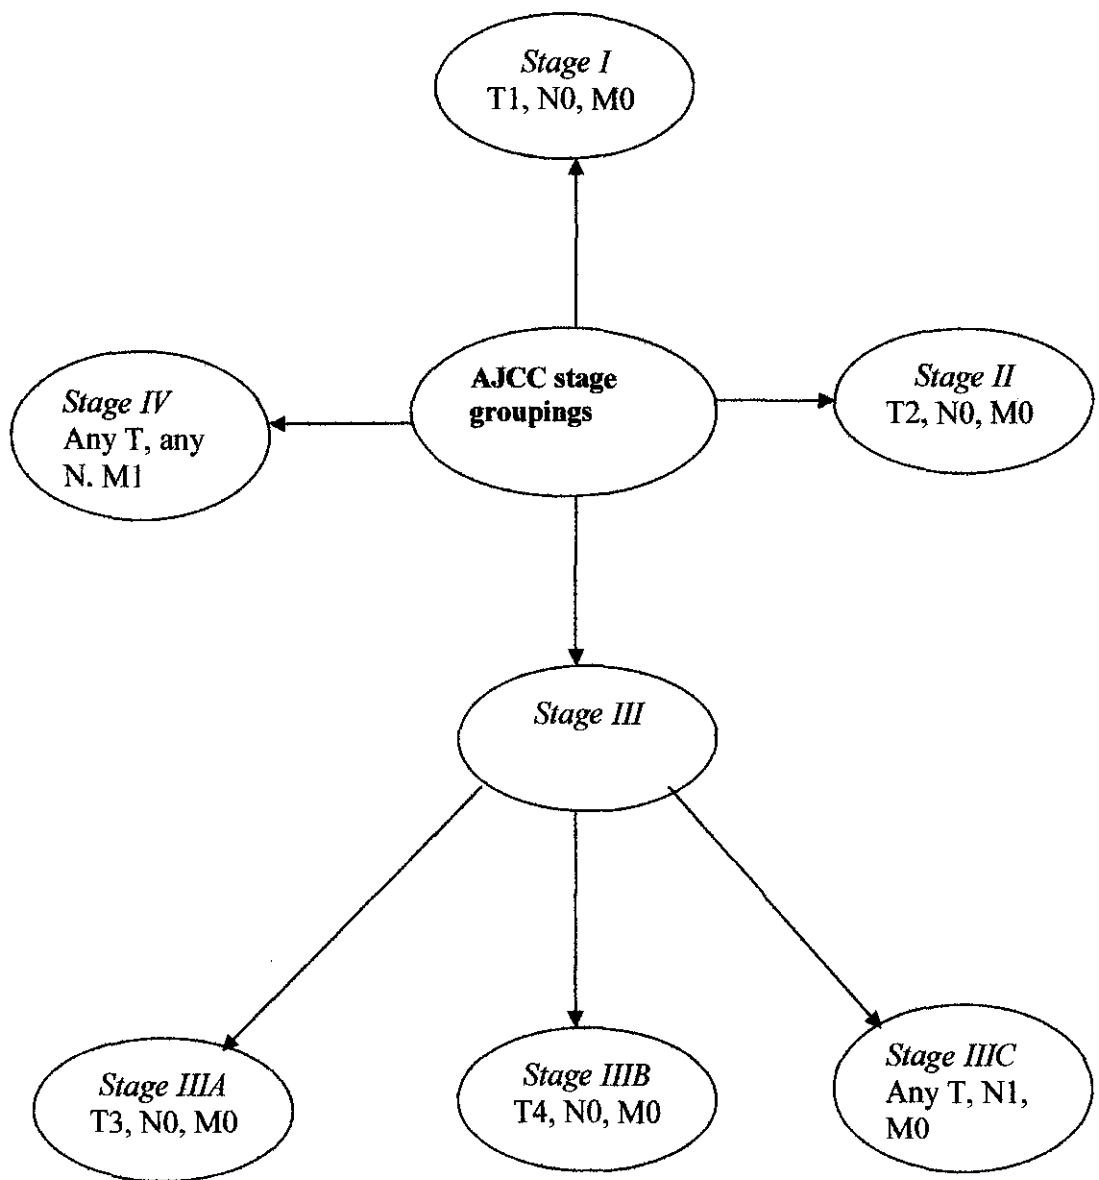 Stage I
T1, N0, M0
AJCC stage
groupings
Stage II
T2, N0, M0
Stage IV
Any T, any
N. M1
Stage III
Stage IIIA
T3, N0, M0
Stage IIIB
T4, N0, M0
Stage IIIC
Any T, N1,
M0